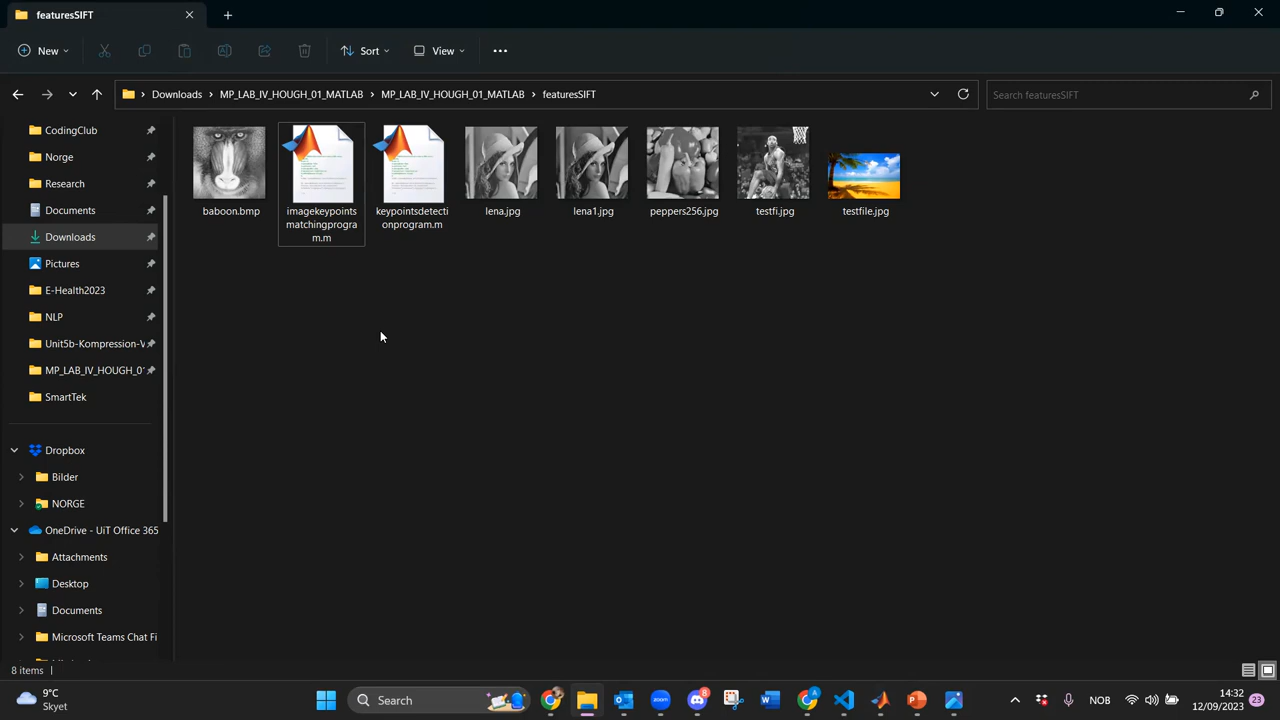 featuresSIFT
New
Sort
View
Downloads
MP_LAB_IV_HOUGH_01_MATLAB
MP_LAB_IV_HOUGH_01_MATLAB
featuresSIFT
Search featuresSIFT
CodingClub
Norge
Research
Documents
Downloads
Pictures
E-Health2023
NLP
Unit5b-Kompression-V
MP_LAB_IV_HOUGH_0
SmartTek
Dropbox
Bilder
NORGE
OneDrive - UiT Office 365
Attachments
Desktop
Documents
Microsoft Teams Chat Fi
baboon.bmp
imagekeypoints
matchingprogra
m.m
keypointsdetecti
onprogram.m
lena.jpg
lena1.jpg
peppers256.jpg
testfi.jpg
testfile.jpg
8 items
9°C
Skyet
Search
8
NOB
14:32
12/09/2023
23